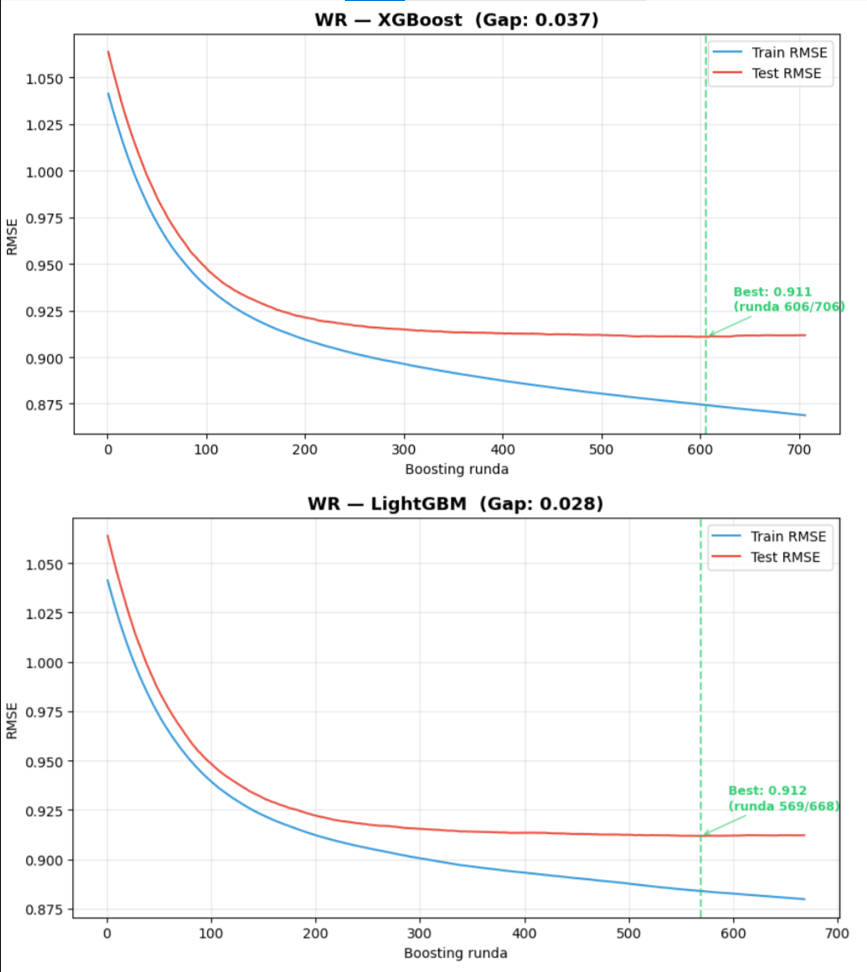 WR — XGBoost  (Gap: 0.037)
Train RMSE
Test RMSE
1.050
1.025
1.000
0.975
0.950
0.925
0.900
0.875
RMSE
Best: 0.911
(runda 606/706)
0 100 200 300 400 500 600 700
Boosting runda
WR — LightGBM  (Gap: 0.028)
Train RMSE
Test RMSE
1.050
1.025
1.000
0.975
0.950
0.925
0.900
0.875
RMSE
Best: 0.912
(runda 569/668)
0 100 200 300 400 500 600 700
Boosting runda